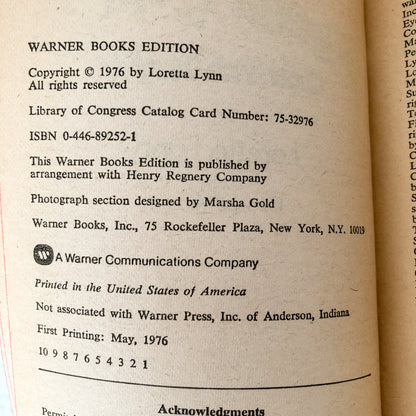 WARNER BOOKS EDITION
Copyright © 1976 by Loretta Lynn
All rights reserved
Library of Congress Catalog Card Number: 75-32976
ISBN 0-446-89252-1
This Warner Books Edition is published by
arrangement with Henry Regnery Company
Photograph section designed by Marsha Gold
Warner Books, Inc., 75 Rockefeller Plaza, New York, N.Y. 10019
A Warner Communications Company
Printed in the United States of America
Not associated with Warner Press, Inc. of Anderson, Indiana
First Printing: May, 1976
10 9 8 7 6 5 4 3 2 1
Acknowledgments